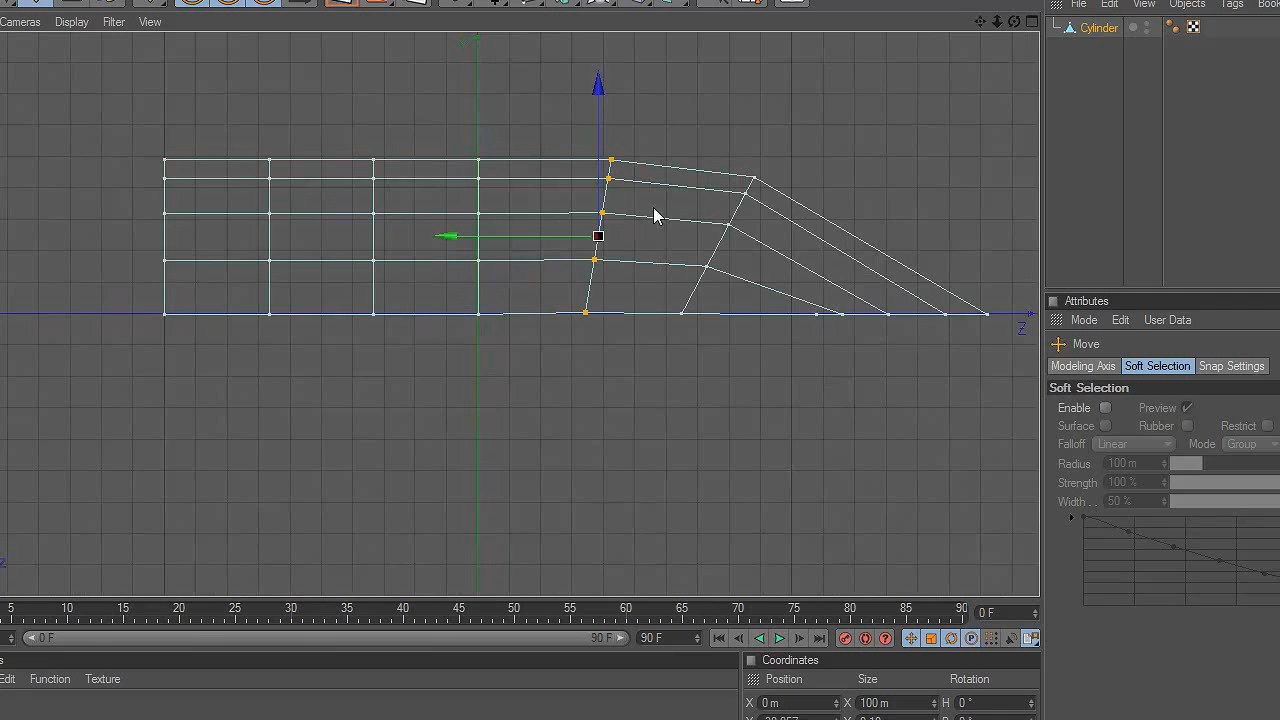 File Edit View Objects Tags Book
Cameras Display Filter View
Cylinder
Y
Z
Attributes
Mode Edit User Data
Move
Modeling Axis Soft Selection Snap Settings
Soft Selection
Enable Preview
Surface Rubber Restrict
Falloff Linear Mode Group
Radius 100 m
Strength 100 %
Width . . 50 %
Z
5 10 15 20 25 30 35 40 45 50 55 60 65 70 75 80 85 90 0 F
0 F 90 F 90 F
Coordinates
Edit Function Texture
Position Size Rotation
X 0 m X 100 m H 0 °